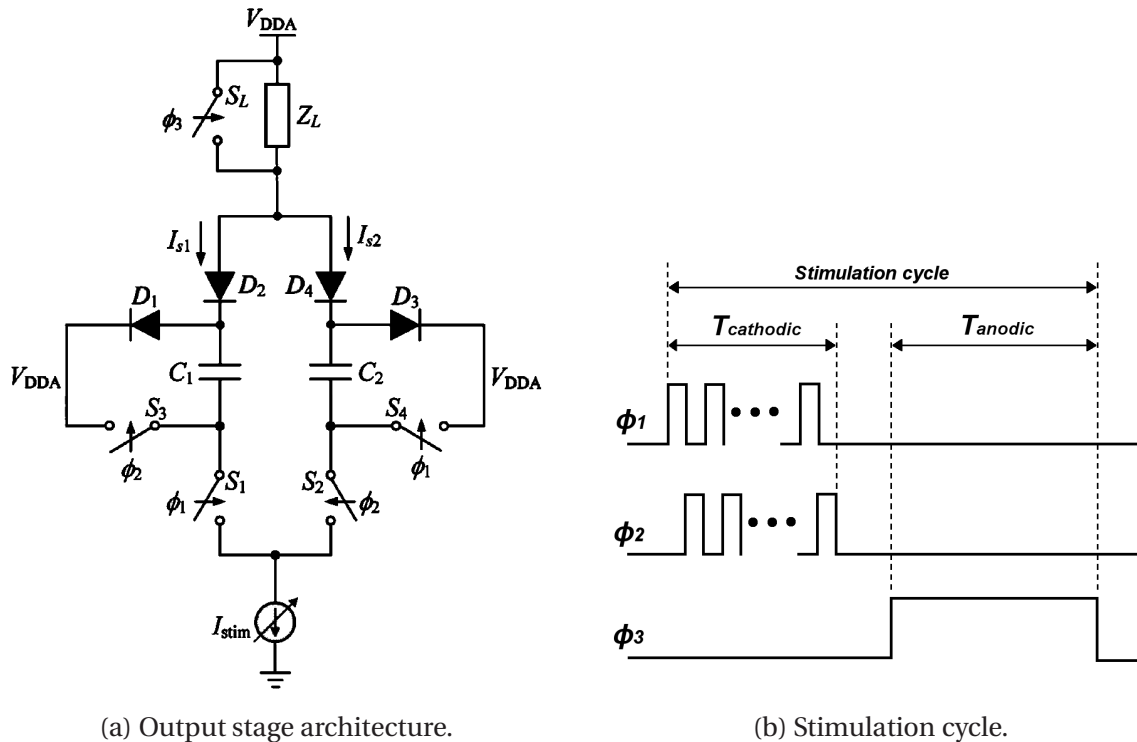 V_DDA
S_L
Z_L
ϕ_3
I_s1
I_s2
D_1
D_2
D_4
D_3
V_DDA
C_1
C_2
V_DDA
S_3
S_4
ϕ_2
ϕ_1
S_1
S_2
ϕ_1
ϕ_2
I_stim
(a) Output stage architecture.
Stimulation cycle
T_cathodic
T_anodic
ϕ_1
ϕ_2
ϕ_3
(b) Stimulation cycle.